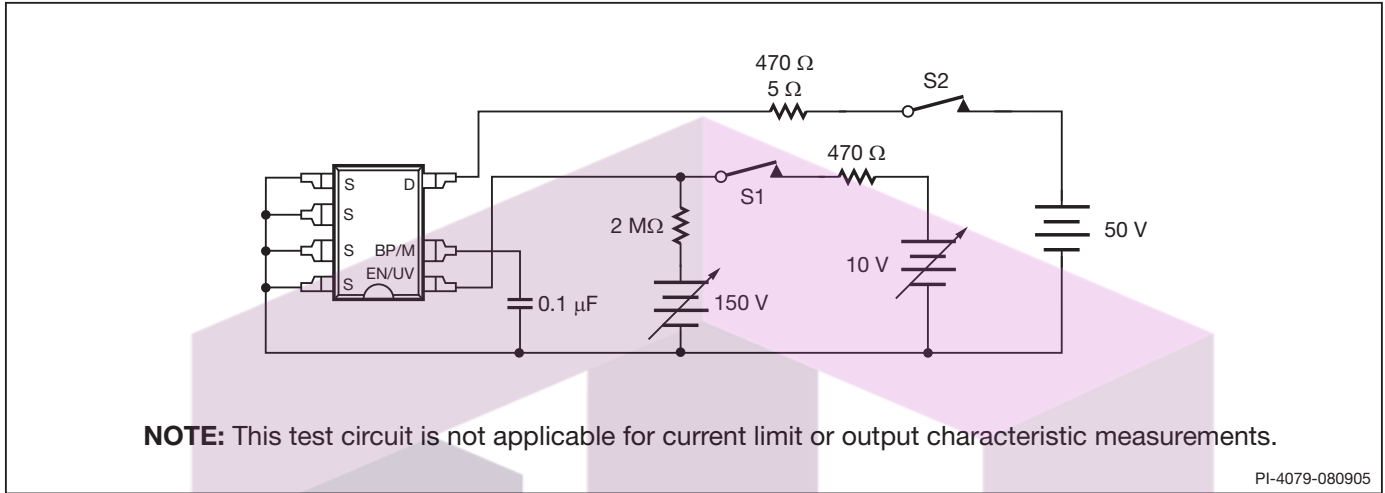 470 Ω
5 Ω
S2
470 Ω
S1
S D
S
S BP/M
EN/UV
S
2 MΩ
0.1 μF
150 V
10 V
50 V
NOTE: This test circuit is not applicable for current limit or output characteristic measurements.
PI-4079-080905